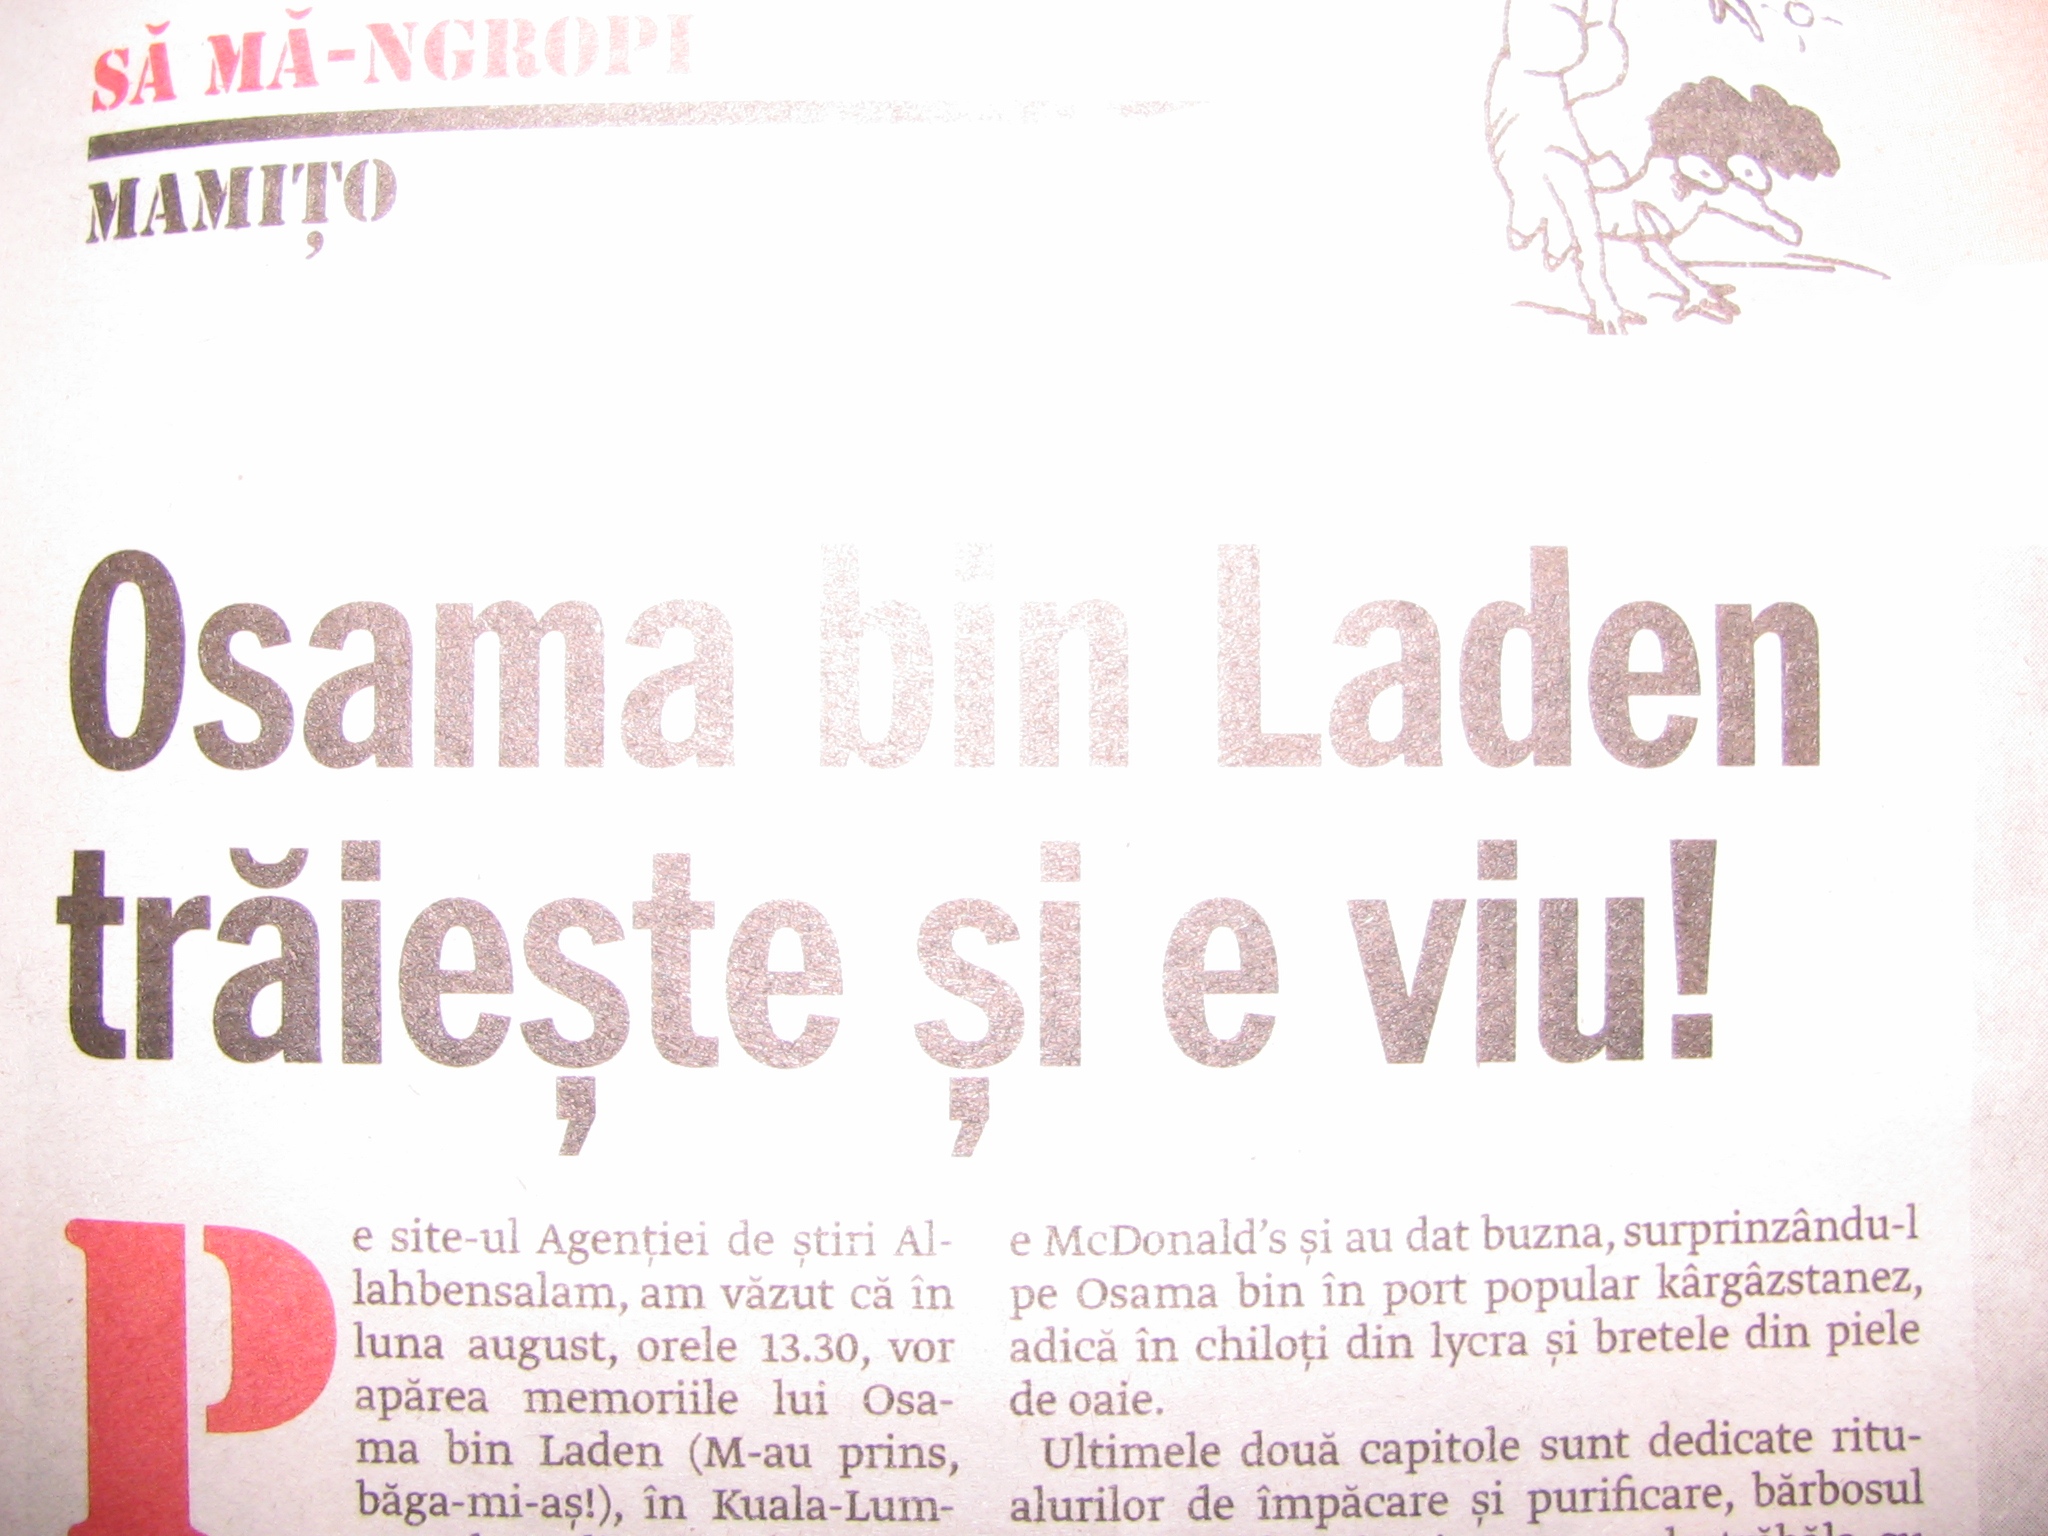 SĂ MĂ-NGROPI
MAMIȚO
Osama bin Laden
trăiește și e viu!
Pe site-ul Agenției de știri Al-
lahbensalam, am văzut că în
luna august, orele 13.30, vor
apărea memoriile lui Osa-
ma bin Laden (M-au prins,
băga-mi-aș!), în Kuala-Lum-
e McDonald's și au dat buzna, surprinzându-l
pe Osama bin în port popular kârgâzstanez,
adică în chiloți din lycra și bretele din piele
de oaie.
Ultimele două capitole sunt dedicate ritu-
alurilor de împăcare și purificare, bărbosul